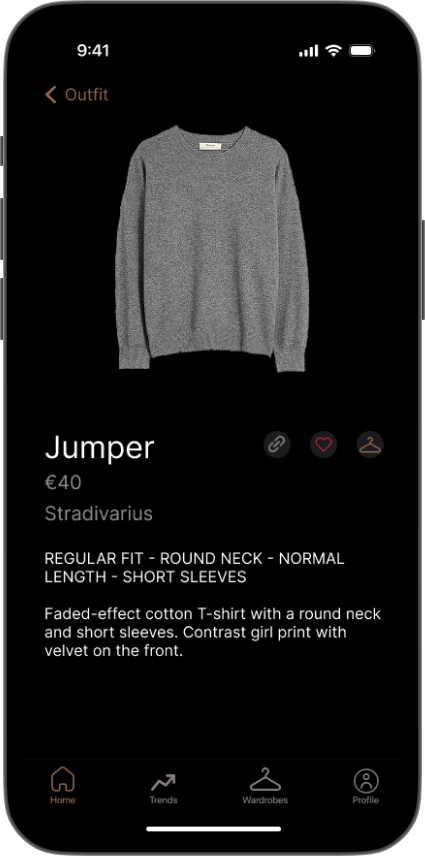 9:41
Outfit
Jumper
€40
Stradivarius
REGULAR FIT - ROUND NECK - NORMAL
LENGTH - SHORT SLEEVES
Faded-effect cotton T-shirt with a round neck
and short sleeves. Contrast girl print with
velvet on the front.
Home
Trends
Wardrobes
Profile